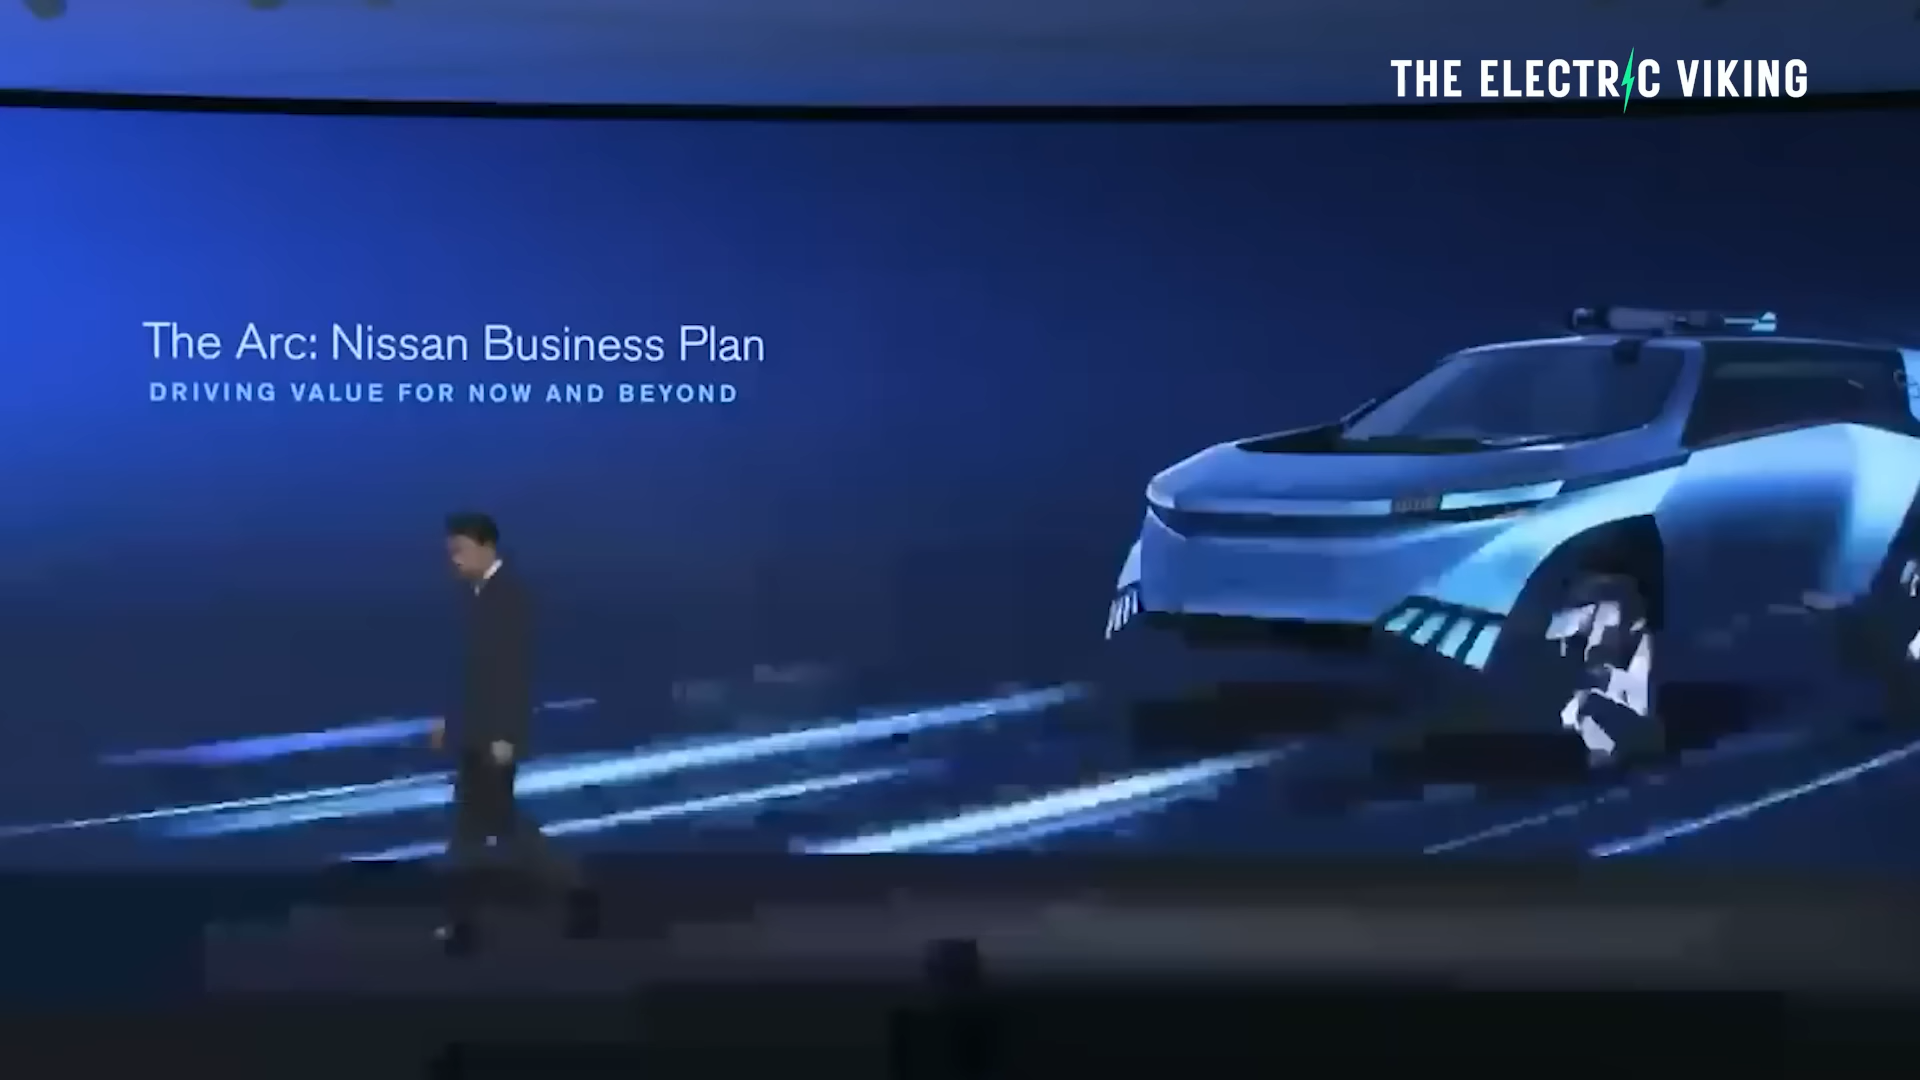 THE ELECTRIC VIKING
The Arc: Nissan Business Plan
DRIVING VALUE FOR NOW AND BEYOND